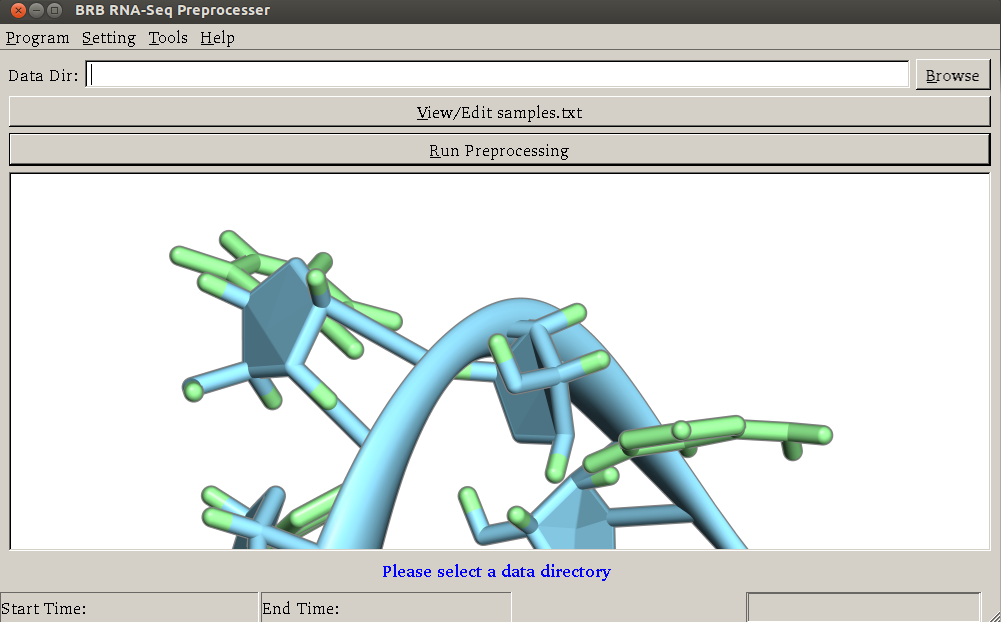 BRB RNA-Seq Preprocesser
Program Setting Tools Help
Data Dir: Browse
View/Edit samples.txt
Run Preprocessing
Please select a data directory
Start Time: End Time: